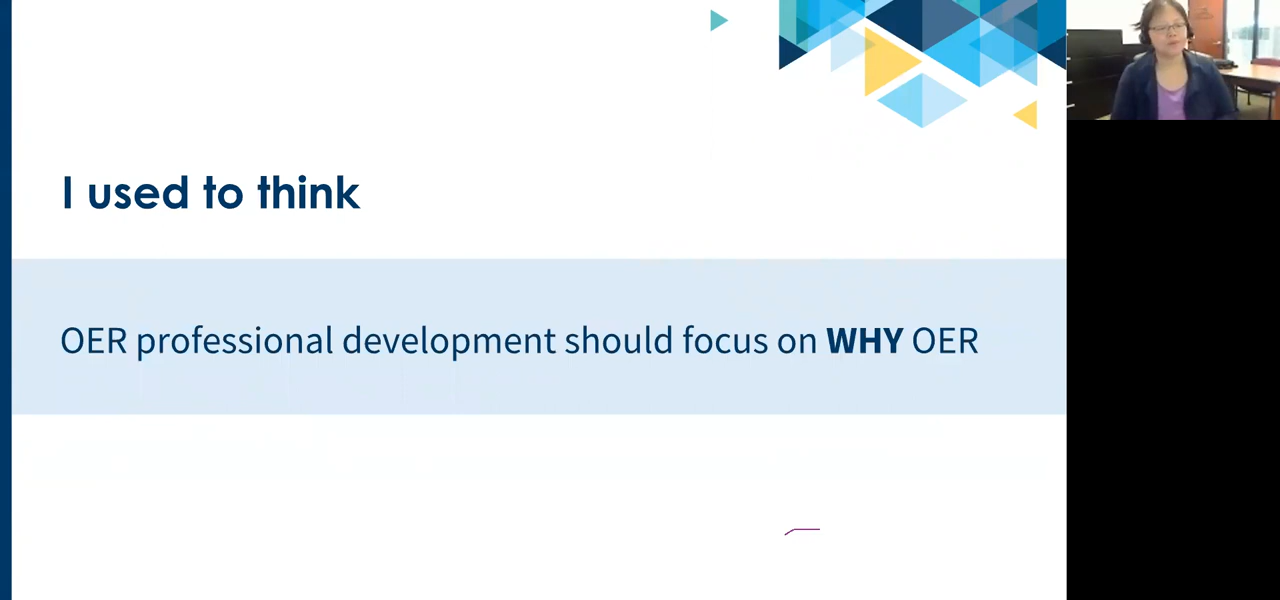 I used to think
OER professional development should focus on WHY OER